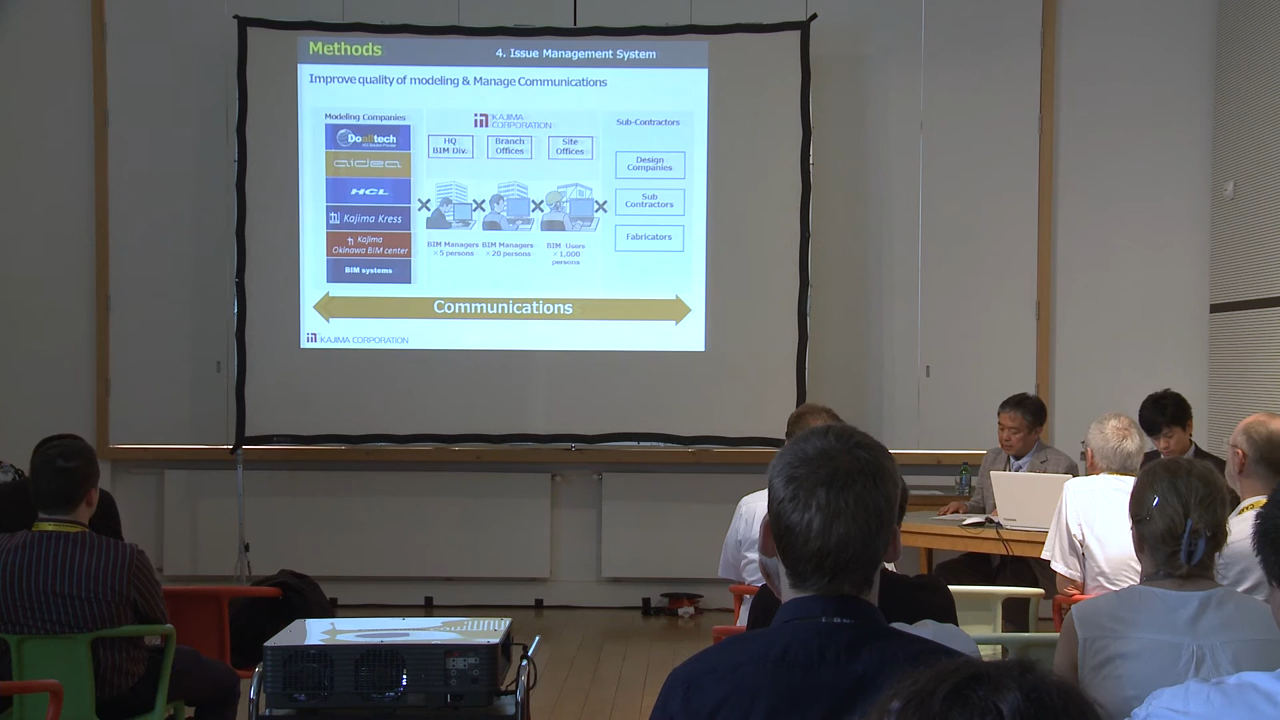 Methods
4. Issue Management System
Improve quality of modeling & Manage Communications
Modeling Companies
Doalltech
aidea
HCL
Kajima Kress
Kajima
Okinawa BIM center
BIM systems
KAJIMA
CORPORATION
HQ
BIM Div.
Branch
Offices
Site
Offices
BIM Managers
×5 persons
BIM Managers
×20 persons
BIM Users
×1,000
persons
Sub-Contractors
Design
Companies
Sub
Contractors
Fabricators
Communications
KAJIMA CORPORATION